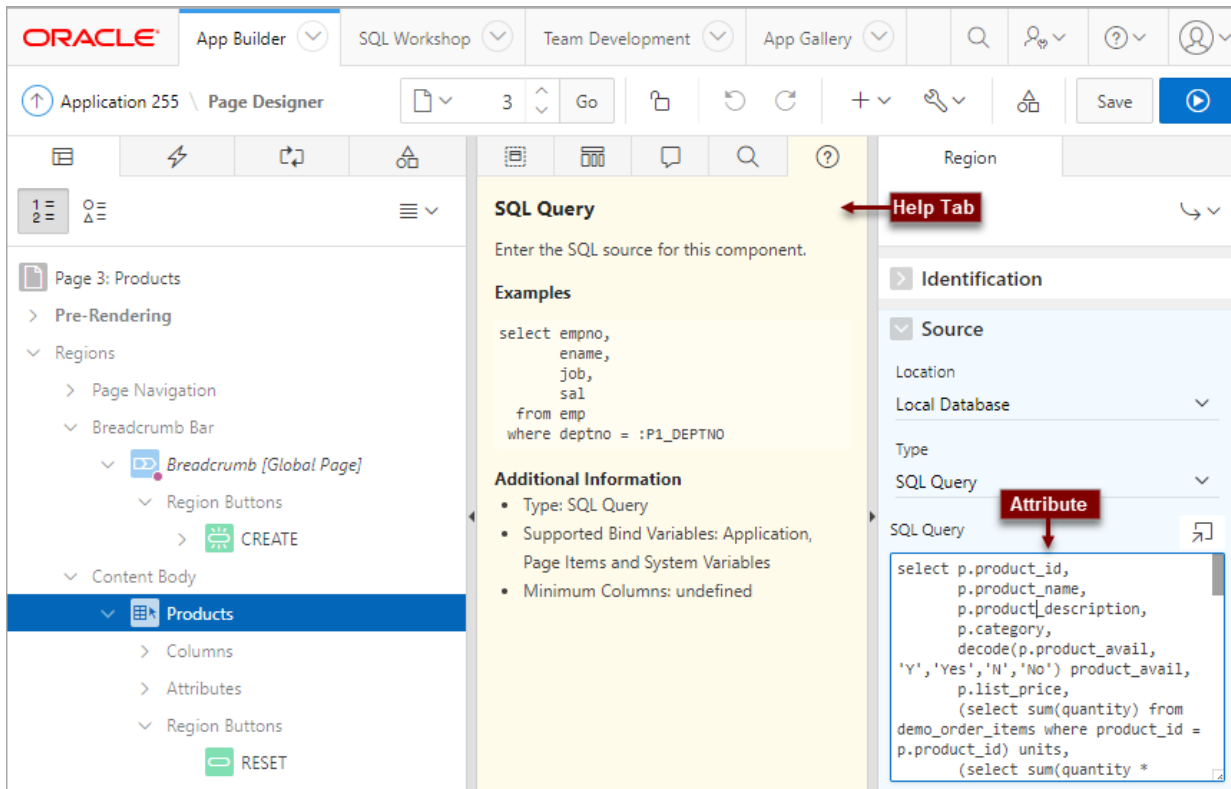 ORACLE
App Builder
SQL Workshop
Team Development
App Gallery
Application 255 \ Page Designer
3
Go
Save
Region
SQL Query
Help Tab
Enter the SQL source for this component.
Examples
select empno,
ename,
job,
sal
from emp
where deptno = :P1_DEPTNO
Additional Information
Type: SQL Query
Supported Bind Variables: Application,
Page Items and System Variables
Minimum Columns: undefined
Page 3: Products
Pre-Rendering
Regions
Page Navigation
Breadcrumb Bar
Breadcrumb [Global Page]
Region Buttons
CREATE
Content Body
Products
Columns
Attributes
Region Buttons
RESET
Identification
Source
Location
Local Database
Type
SQL Query
Attribute
SQL Query
select p.product_id,
p.product_name,
p.product_description,
p.category,
decode(p.product_avail,
'Y','Yes','N','No') product_avail,
p.list_price,
(select sum(quantity) from
demo_order_items where product_id =
p.product_id) units,
(select sum(quantity *